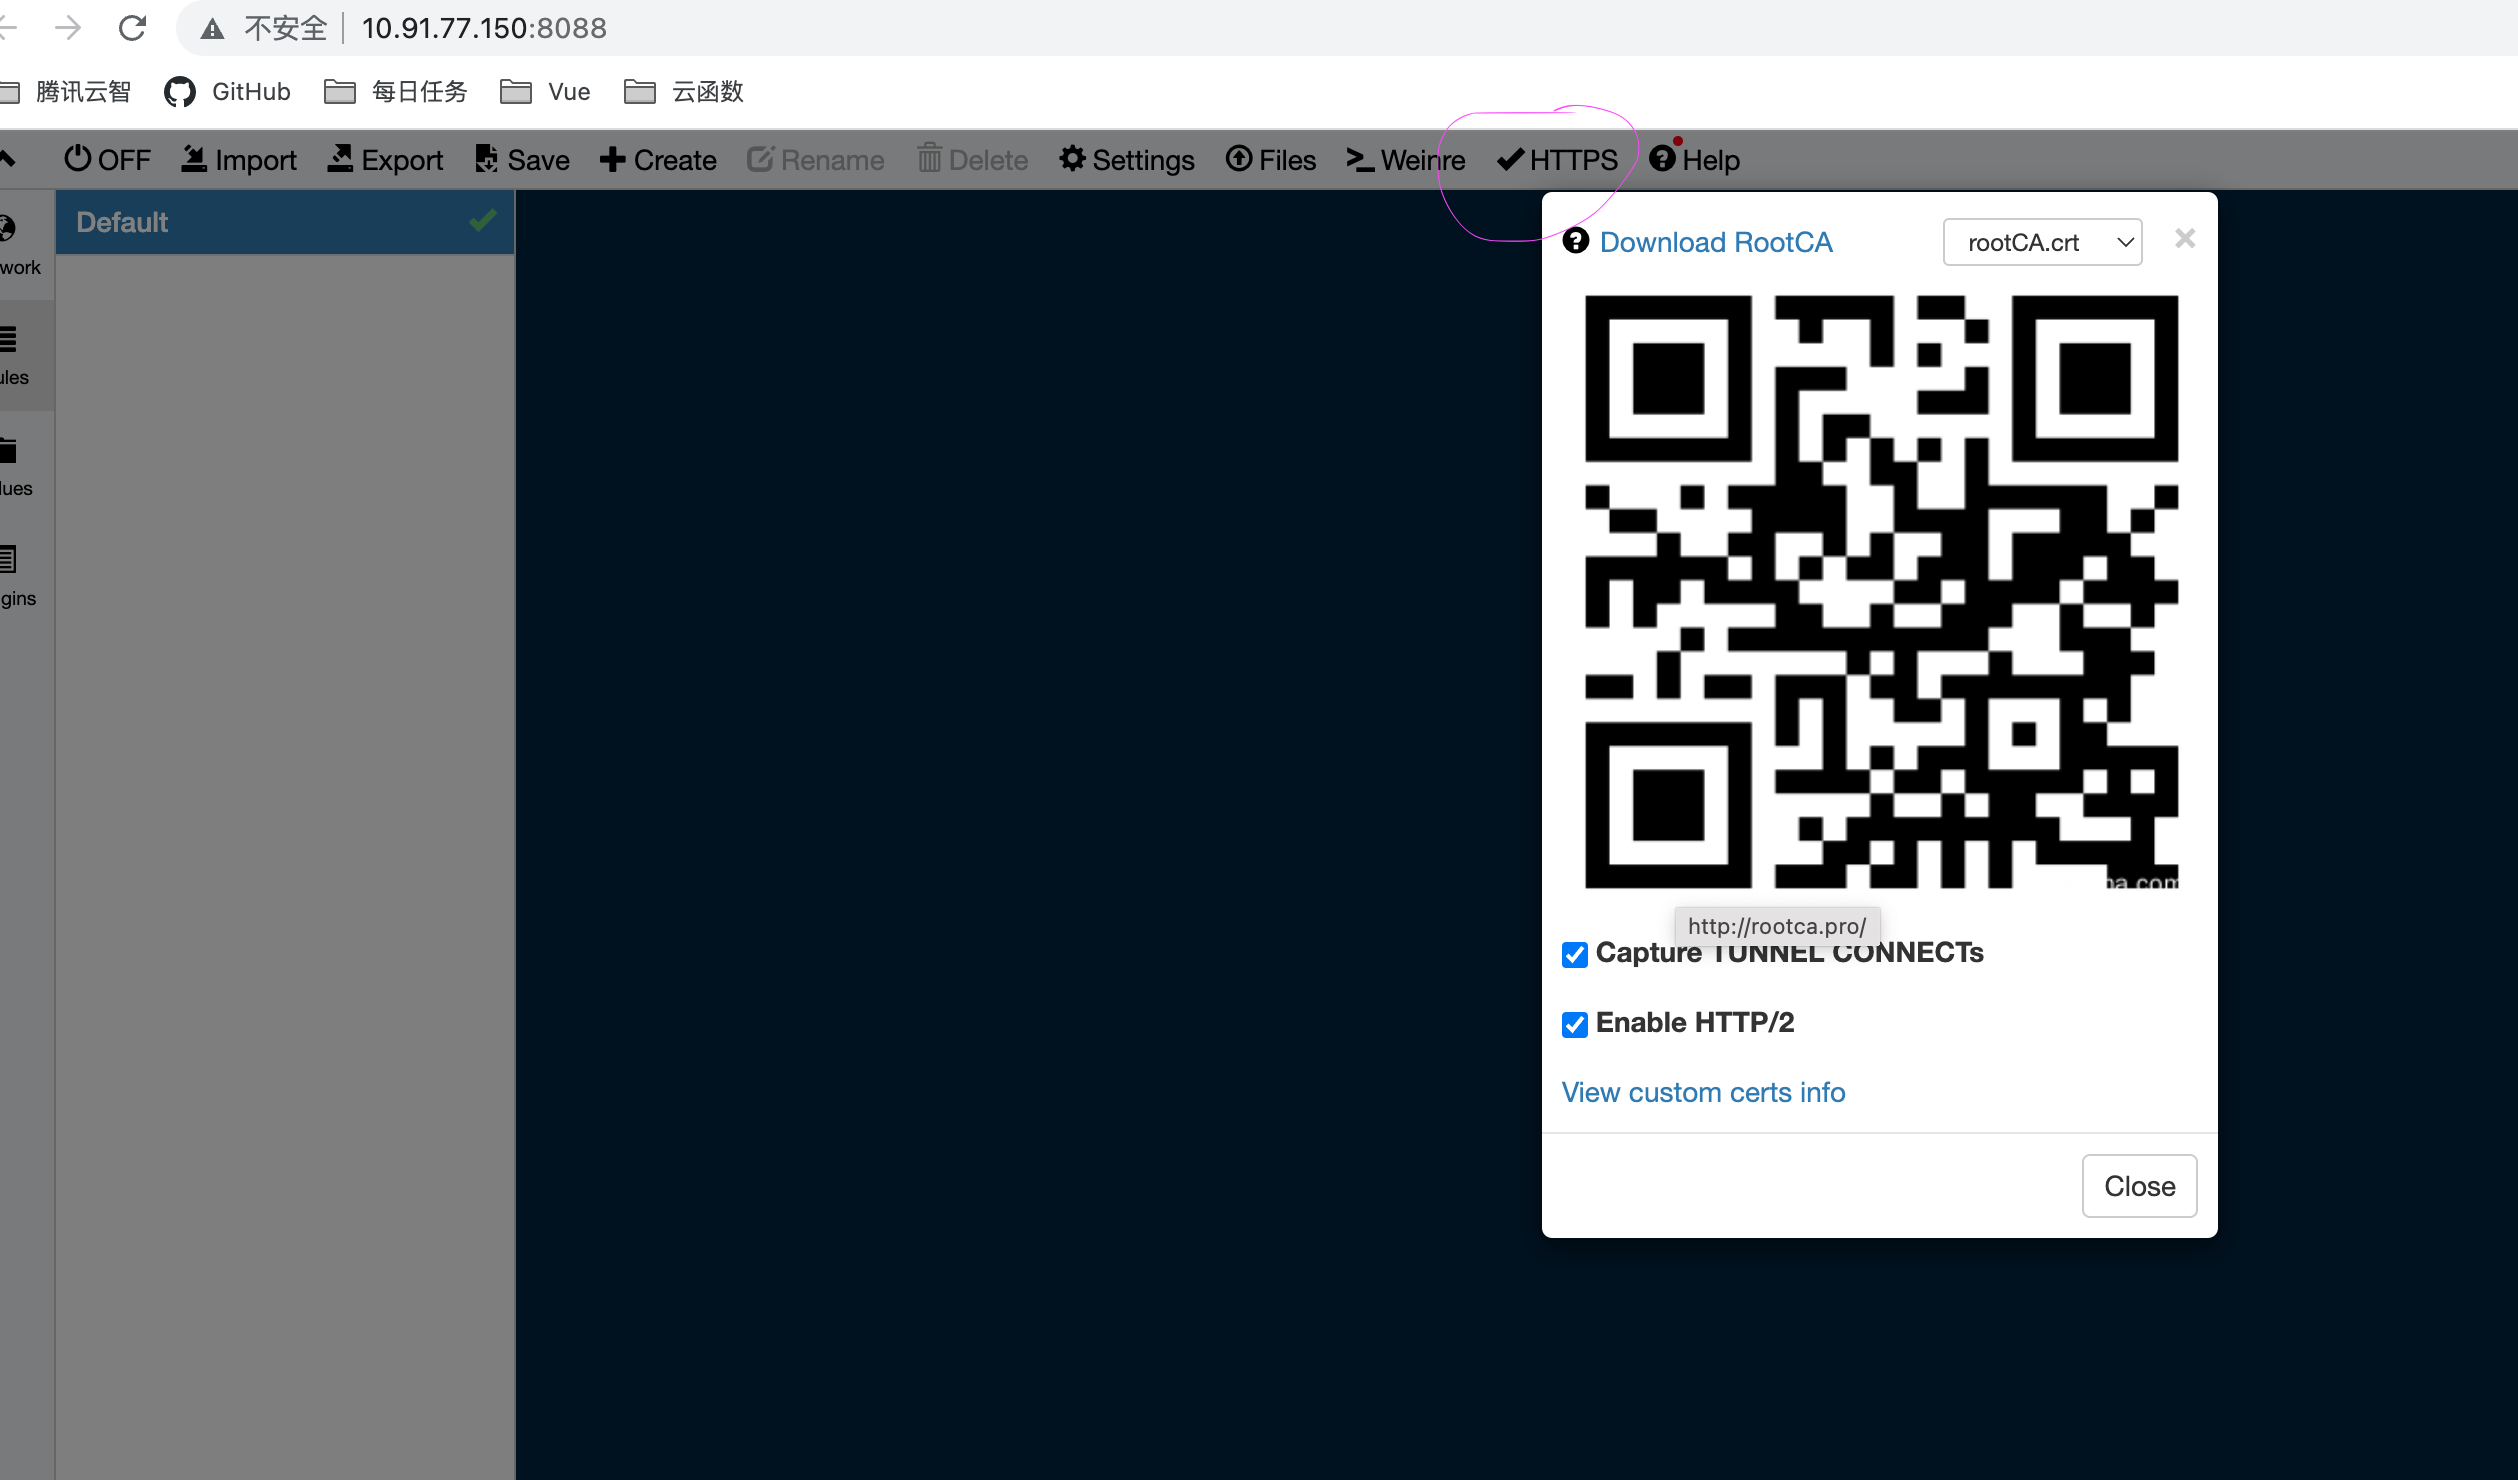 不安全 10.91.77.150:8088
腾讯云智 GitHub 每日任务 Vue 云函数
OFF Import Export Save Create Rename Delete Settings Files Weinre HTTPS Help
Default
work
ules
lues
gins
Download RootCA rootCA.crt ×
na.com
http://rootca.pro/
Capture TUNNEL CONNECTs
Enable HTTP/2
View custom certs info
Close